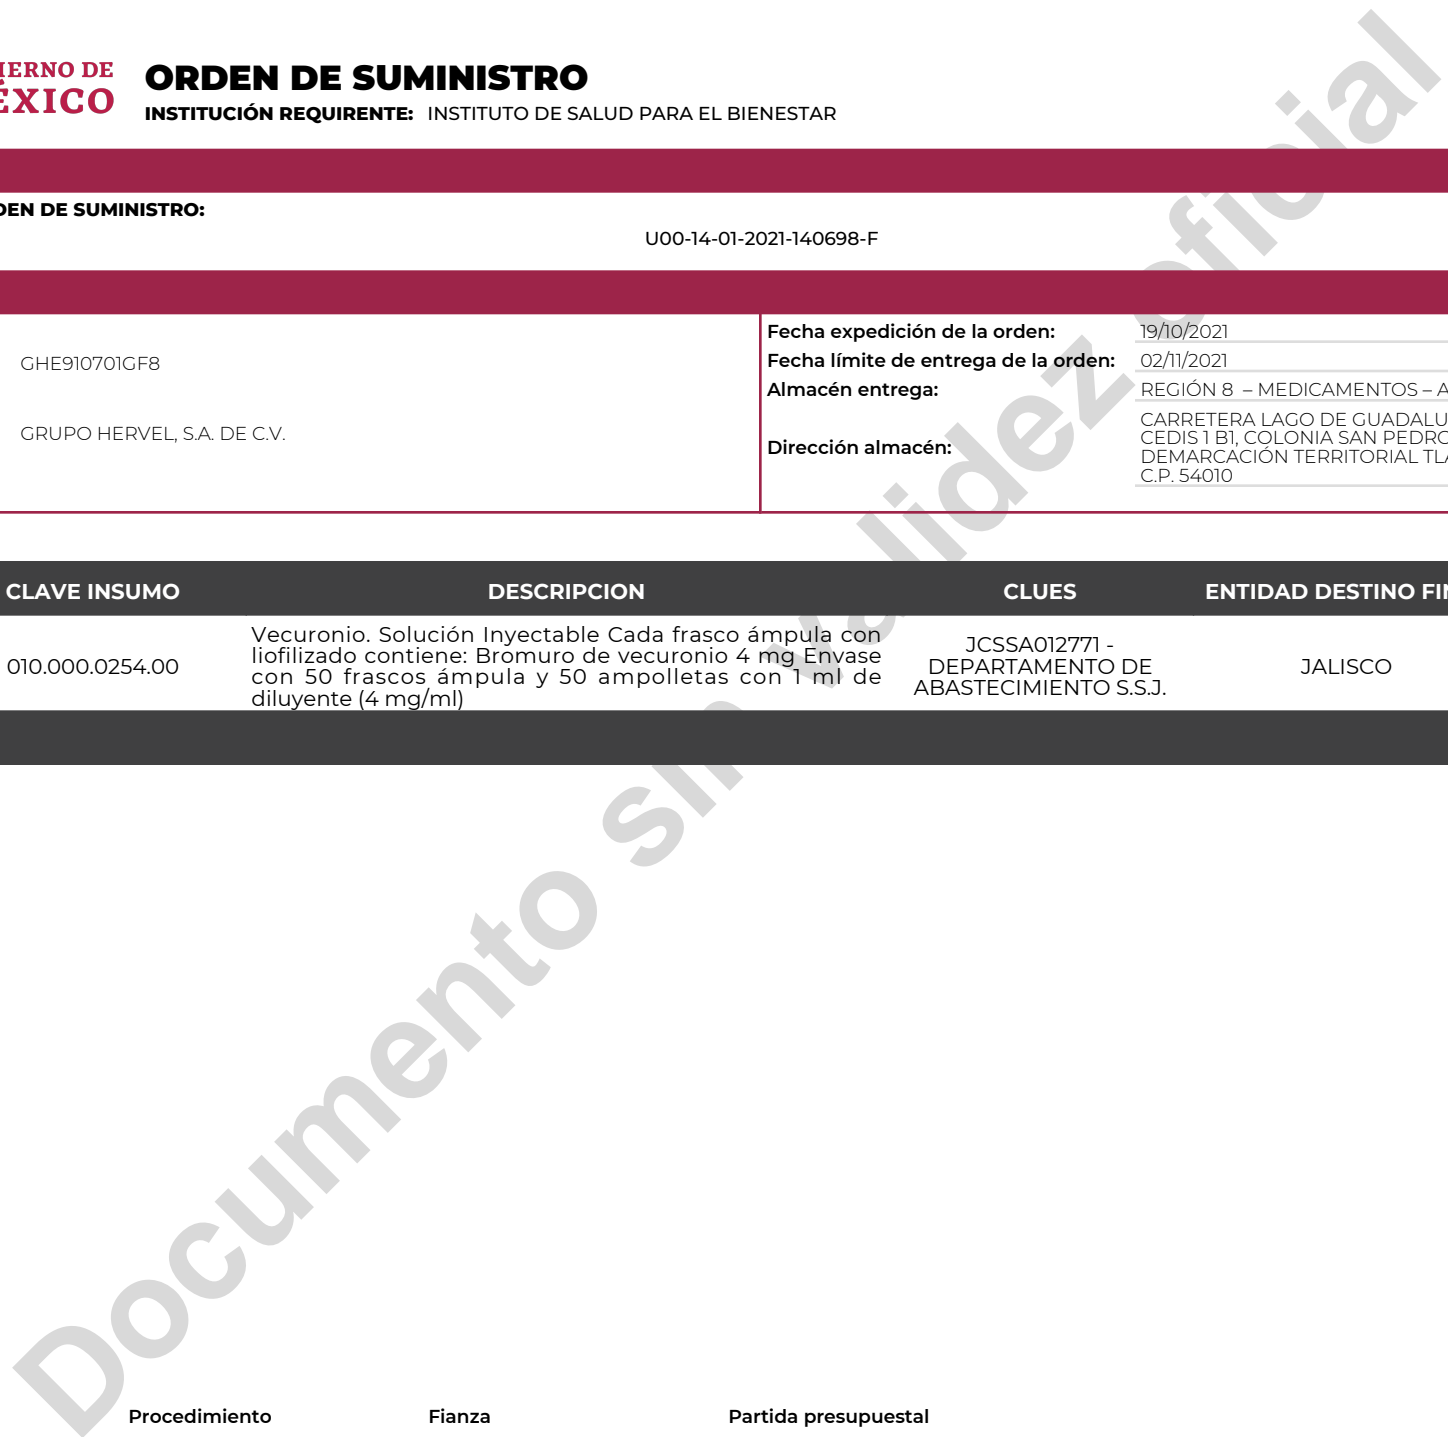 IERNO DE
ÉXICO
ORDEN DE SUMINISTRO
INSTITUCIÓN REQUIRENTE: INSTITUTO DE SALUD PARA EL BIENESTAR
DEN DE SUMINISTRO:
U00-14-01-2021-140698-F
GHE910701GF8
GRUPO HERVEL, S.A. DE C.V.
Fecha expedición de la orden: 19/10/2021
Fecha límite de entrega de la orden: 02/11/2021
Almacén entrega: REGIÓN 8 – MEDICAMENTOS – A
Dirección almacén:
CARRETERA LAGO DE GUADALU
CEDIS 1 B1, COLONIA SAN PEDRO
DEMARCACIÓN TERRITORIAL TLA
C.P. 54010
CLAVE INSUMO DESCRIPCION CLUES ENTIDAD DESTINO FIN
010.000.0254.00
Vecuronio. Solución Inyectable Cada frasco ámpula con
liofilizado contiene: Bromuro de vecuronio 4 mg Envase
con 50 frascos ámpula y 50 ampolletas con 1 ml de
diluyente (4 mg/ml)
JCSSA012771 -
DEPARTAMENTO DE
ABASTECIMIENTO S.S.J.
JALISCO
Documento sin validez oficial
Procedimiento Fianza Partida presupuestal